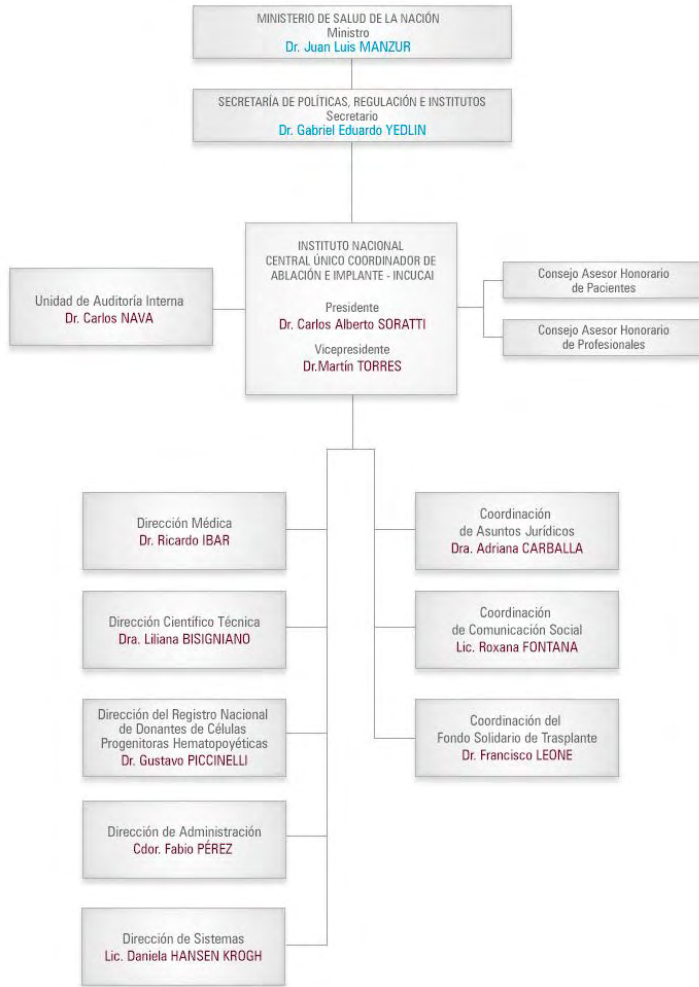 MINISTERIO DE SALUD DE LA NACIÓN
Ministro
Dr. Juan Luis MANZUR
SECRETARÍA DE POLÍTICAS, REGULACIÓN E INSTITUTOS
Secretario
Dr. Gabriel Eduardo YEDLIN
INSTITUTO NACIONAL
CENTRAL ÚNICO COORDINADOR DE
ABLACIÓN E IMPLANTE - INCUCAI
Presidente
Dr. Carlos Alberto SORATTI
Vicepresidente
Dr.Martín TORRES
Unidad de Auditoría Interna
Dr. Carlos NAVA
Consejo Asesor Honorario
de Pacientes
Consejo Asesor Honorario
de Profesionales
Dirección Médica
Dr. Ricardo IBAR
Dirección Científico Técnica
Dra. Liliana BISIGNIANO
Dirección del Registro Nacional
de Donantes de Células
Progenitoras Hematopoyéticas
Dr. Gustavo PICCINELLI
Dirección de Administración
Cdor. Fabio PÉREZ
Dirección de Sistemas
Lic. Daniela HANSEN KROGH
Coordinación
de Asuntos Jurídicos
Dra. Adriana CARBALLA
Coordinación
de Comunicación Social
Lic. Roxana FONTANA
Coordinación del
Fondo Solidario de Trasplante
Dr. Francisco LEONE